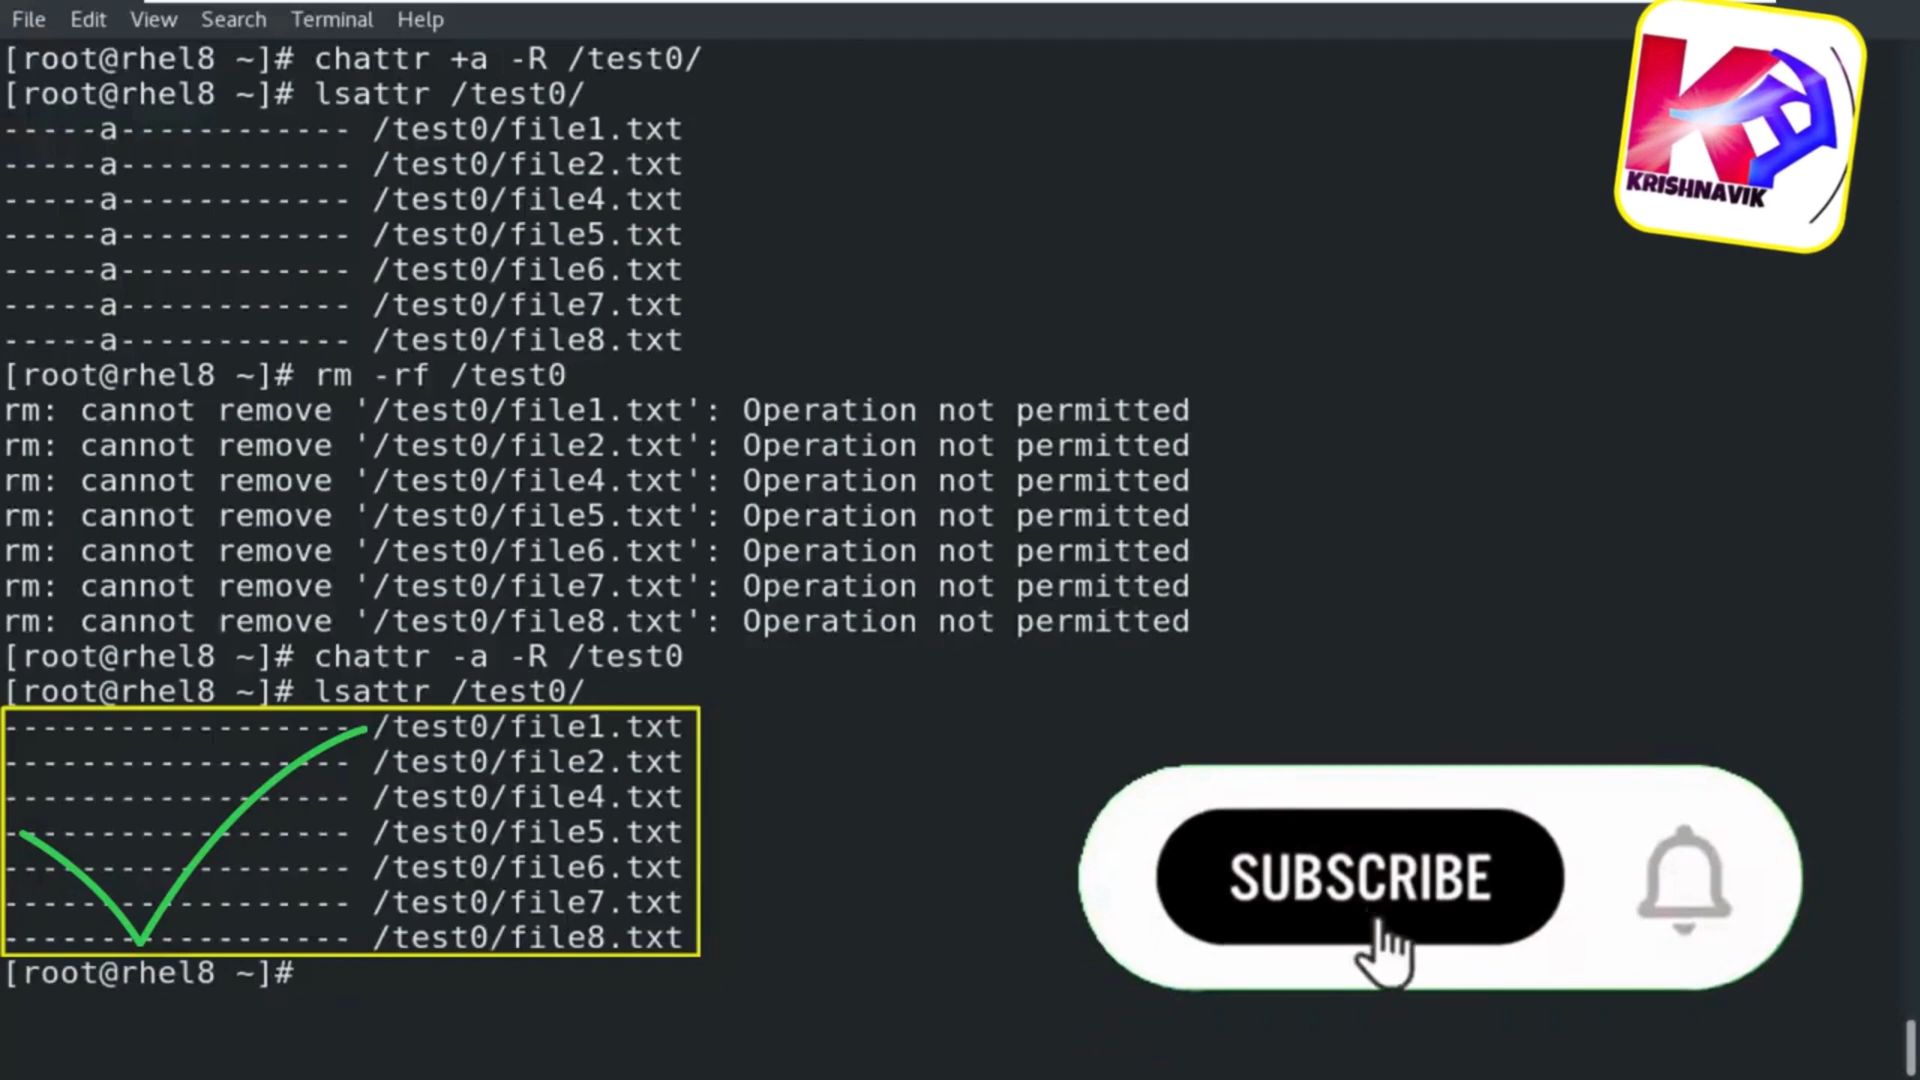 File Edit View Search Terminal Help
[root@rhel8 ~]# chattr +a -R /test0/
[root@rhel8 ~]# lsattr /test0/
-----a------------ /test0/file1.txt
-----a------------ /test0/file2.txt
-----a------------ /test0/file4.txt
-----a------------ /test0/file5.txt
-----a------------ /test0/file6.txt
-----a------------ /test0/file7.txt
-----a------------ /test0/file8.txt
[root@rhel8 ~]# rm -rf /test0
rm: cannot remove '/test0/file1.txt': Operation not permitted
rm: cannot remove '/test0/file2.txt': Operation not permitted
rm: cannot remove '/test0/file4.txt': Operation not permitted
rm: cannot remove '/test0/file5.txt': Operation not permitted
rm: cannot remove '/test0/file6.txt': Operation not permitted
rm: cannot remove '/test0/file7.txt': Operation not permitted
rm: cannot remove '/test0/file8.txt': Operation not permitted
[root@rhel8 ~]# chattr -a -R /test0
[root@rhel8 ~]# lsattr /test0/
------------------ /test0/file1.txt
------------------ /test0/file2.txt
------------------ /test0/file4.txt
------------------ /test0/file5.txt
------------------ /test0/file6.txt
------------------ /test0/file7.txt
------------------ /test0/file8.txt
[root@rhel8 ~]#
KRISHNAVIK
SUBSCRIBE